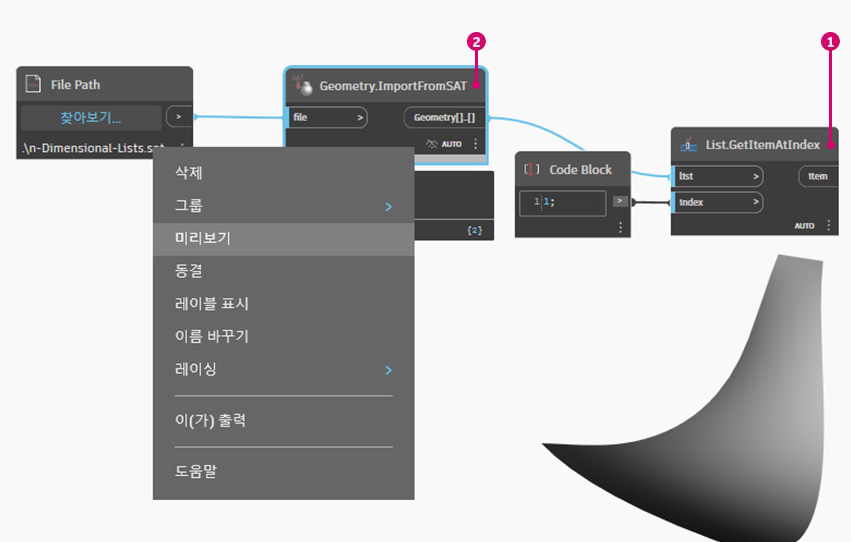 2
1
File Path
찾아보기...
>
.\n-Dimensional-Lists.sat
SAT
Geometry.ImportFromSAT
file >
Geometry[]..[]
AUTO
{2}
Code Block
1 1;
>
List.GetItemAtIndex
list >
item
index >
AUTO
삭제
그룹 >
미리보기
동결
레이블 표시
이름 바꾸기
레이싱 >
이(가) 출력
도움말